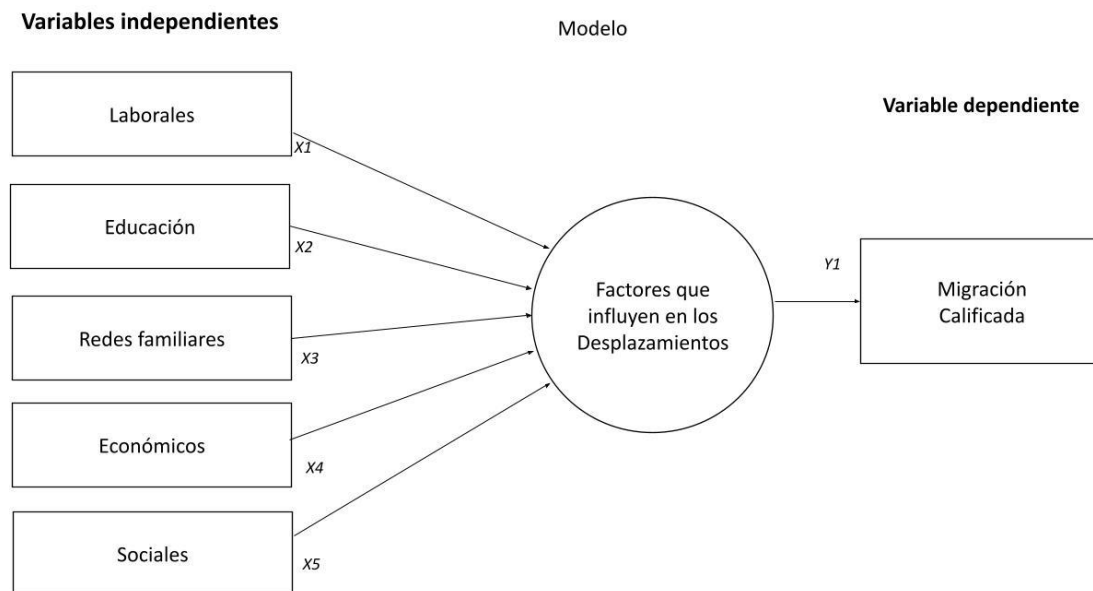 Variables independientes
Modelo
Variable dependiente
Laborales
X1
Educación
X2
Redes familiares
X3
Económicos
X4
Sociales
X5
Factores que
influyen en los
Desplazamientos
Y1
Migración
Calificada